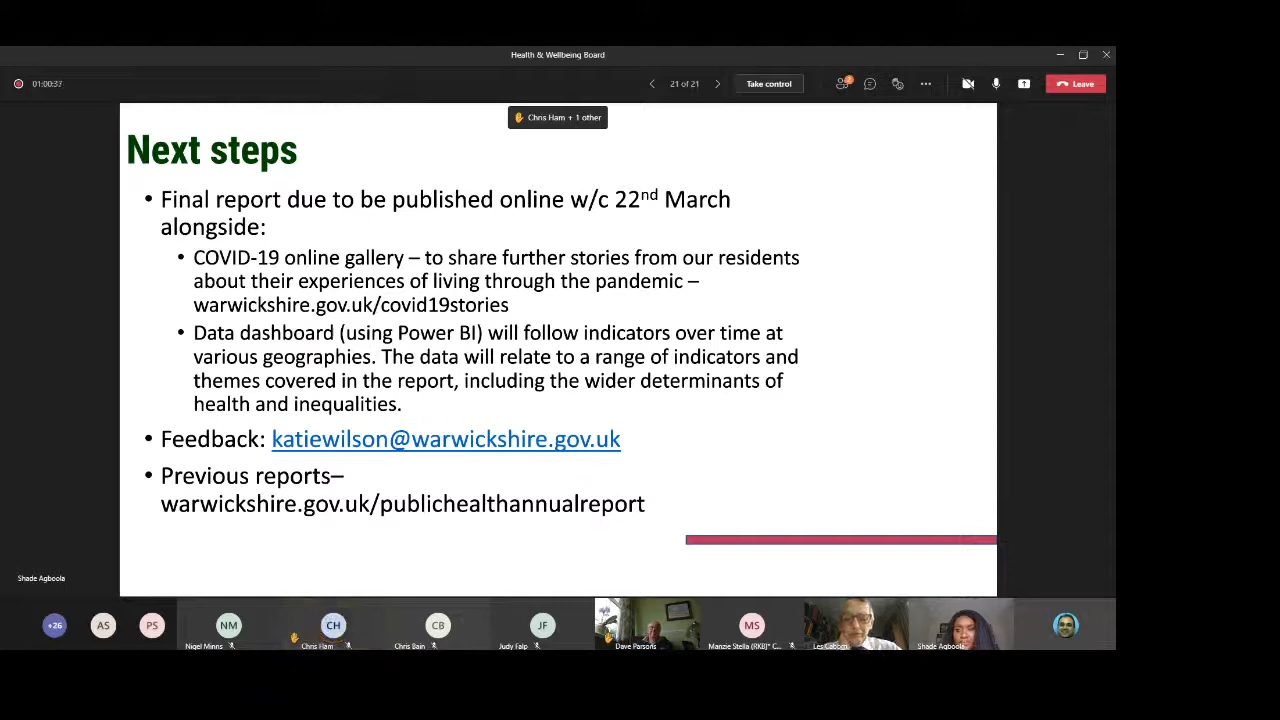 Health & Wellbeing Board
01:00:37
21 of 21
Take control
2
Leave
Chris Ham + 1 other
Next steps
• Final report due to be published online w/c 22nd March
alongside:
• COVID-19 online gallery – to share further stories from our residents
about their experiences of living through the pandemic –
warwickshire.gov.uk/covid19stories
• Data dashboard (using Power BI) will follow indicators over time at
various geographies. The data will relate to a range of indicators and
themes covered in the report, including the wider determinants of
health and inequalities.
• Feedback: katiewilson@warwickshire.gov.uk
• Previous reports–
warwickshire.gov.uk/publichealthannualreport
Shade Agboola
+26
AS
PS
NM
CH
CB
JF
MS
Nigel Minns
Chris Ham
Chris Bain
Judy Falp
Dave Parsons
Manzie Stella (RKB)* C...
Les Caborn
Shade Agboola